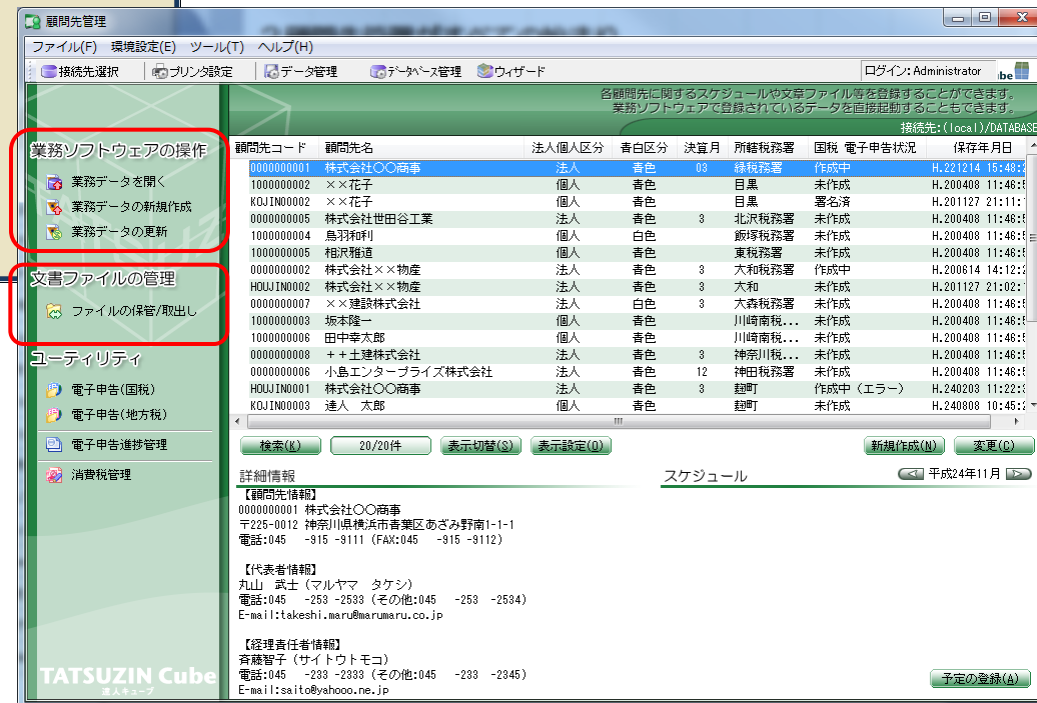 顧問先管理
ファイル(F) 環境設定(E) ツール(T) ヘルプ(H)
接続先選択 プリンタ設定 データ管理 データベース管理 ウィザード ログイン: Administrator
各顧問先に関するスケジュールや文章ファイル等を登録することができます。
業務ソフトウェアで登録されているデータを直接起動することもできます。
接続先:(local)/DATABASE
業務ソフトウェアの操作
業務データを開く
業務データの新規作成
業務データの更新
文書ファイルの管理
ファイルの保管/取出し
ユーティリティ
電子申告(国税)
電子申告(地方税)
電子申告進捗管理
消費税管理
TATSUZIN Cube
達人キューブ
顧問先コード 顧問先名 法人個人区分 青白区分 決算月 所轄税務署 国税 電子申告状況 保存年月日
0000000001 株式会社〇〇商事 法人 青色 03 緑税務署 作成中 H.221214 15:48:2
1000000002 ××花子 個人 青色 目黒 未作成 H.200408 11:46:5
KOJIN00002 ××花子 個人 青色 目黒 署名済 H.201127 21:11:
0000000005 株式会社世田谷工業 法人 青色 3 北沢税務署 未作成 H.200408 11:46:5
1000000004 鳥羽和利 個人 白色 飯塚税務署 未作成 H.200408 11:46:5
1000000005 相沢雅道 個人 青色 東税務署 未作成 H.200408 11:46:5
0000000002 株式会社××物産 法人 青色 3 大和税務署 作成中 H.200614 14:12:2
HOUJIN0002 株式会社××物産 法人 青色 3 大和 未作成 H.201127 21:02:
0000000007 ××建設株式会社 法人 白色 3 大森税務署 未作成 H.200408 11:46:5
1000000003 坂本隆一 個人 青色 川崎南税... 未作成 H.200408 11:46:5
1000000006 田中幸太郎 個人 青色 川崎南税... 未作成 H.200408 11:46:5
0000000008 ++土建株式会社 法人 青色 3 神奈川税... 未作成 H.200408 11:46:5
0000000006 小島エンタープライズ株式会社 法人 青色 12 神田税務署 未作成 H.200408 11:46:5
HOUJIN0001 株式会社〇〇商事 法人 青色 3 麹町 作成中（エラー） H.240203 11:22:3
KOJIN00003 達人 太郎 個人 青色 麹町 未作成 H.240808 10:45:2
検索(K) 20/20件 表示切替(S) 表示設定(O) 新規作成(N) 変更(C)
詳細情報
【顧問先情報】
0000000001 株式会社〇〇商事
〒225-0012 神奈川県横浜市青葉区あざみ野南1-1-1
電話:045 -915 -9111 (FAX:045 -915 -9112)
【代表者情報】
丸山 武士（マルヤマ タケシ）
電話:045 -253 -2533（その他:045 -253 -2534)
E-mail:takeshi.maru@marumaru.co.jp
【経理責任者情報】
斉藤智子（サイトウトモコ）
電話:045 -233 -2333（その他:045 -233 -2345)
E-mail:saito@yahooo.ne.jp
スケジュール 平成24年11月
予定の登録(A)